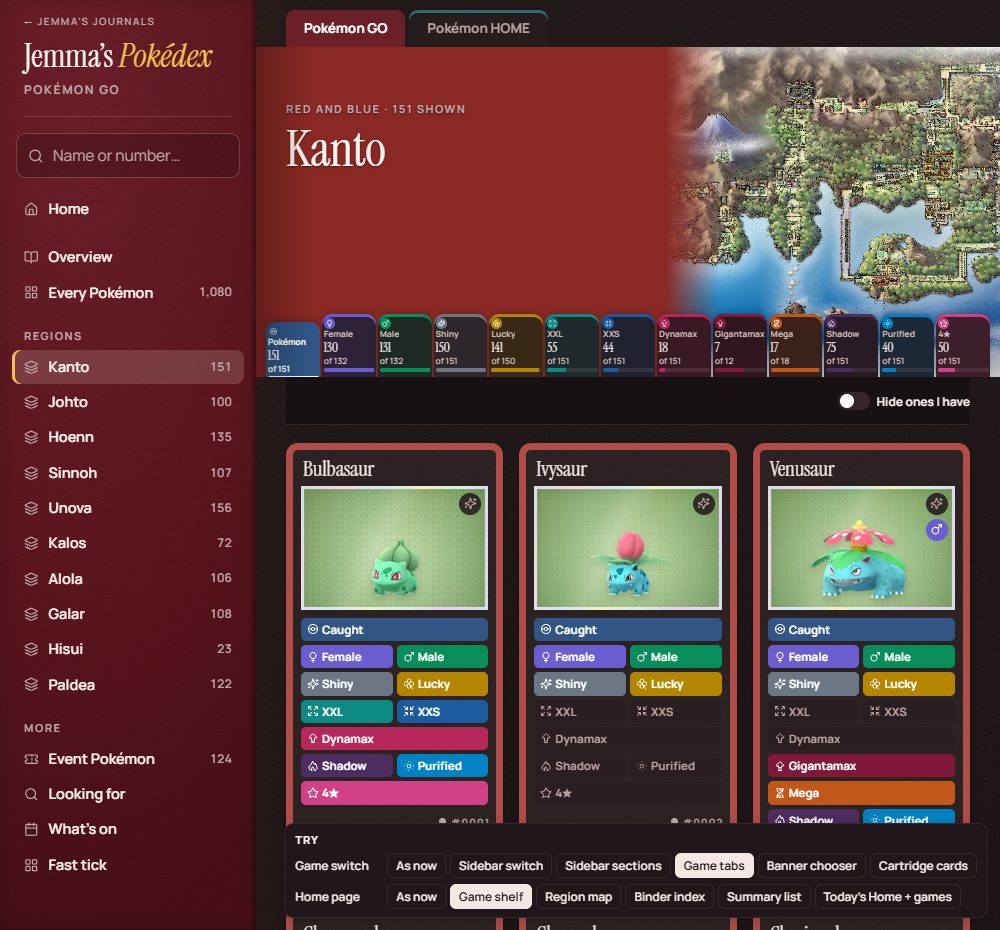 ← JEMMA'S JOURNALS
Jemma's Pokédex
POKÉMON GO
Name or number...
Home
Overview
Every Pokémon 1,080
REGIONS
Kanto 151
Johto 100
Hoenn 135
Sinnoh 107
Unova 156
Kalos 72
Alola 106
Galar 108
Hisui 23
Paldea 122
MORE
Event Pokémon 124
Looking for
What's on
Fast tick
Pokémon GO Pokémon HOME
RED AND BLUE · 151 SHOWN
Kanto
Pokémon 151 of 151
Female 130 of 132
Male 131 of 132
Shiny 150 of 151
Lucky 141 of 150
XXL 55 of 151
XXS 44 of 151
Dynamax 18 of 151
Gigantamax 7 of 12
Mega 17 of 18
Shadow 75 of 151
Purified 40 of 151
4★ 50 of 151
Hide ones I have
Bulbasaur
Caught
Female Male
Shiny Lucky
XXL XXS
Dynamax
Shadow Purified
4★
#0001
Ivysaur
Caught
Female Male
Shiny Lucky
XXL XXS
Dynamax
Shadow Purified
4★
#0002
Venusaur
Caught
Female Male
Shiny Lucky
XXL XXS
Dynamax
Gigantamax
Mega
Shadow Purified
TRY
Game switch As now Sidebar switch Sidebar sections Game tabs Banner chooser Cartridge cards
Home page As now Game shelf Region map Binder index Summary list Today's Home + games